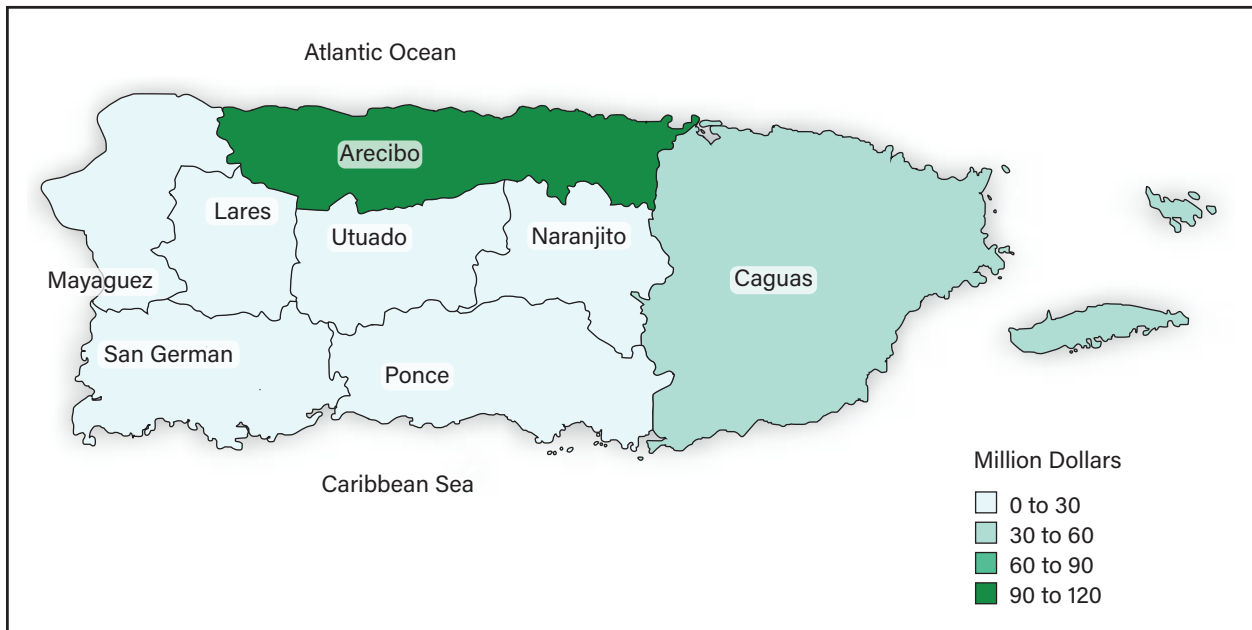 Atlantic Ocean
Arecibo
Lares
Utuado
Naranjito
Mayaguez
Caguas
San German
Ponce
Caribbean Sea
Million Dollars
0 to 30
30 to 60
60 to 90
90 to 120